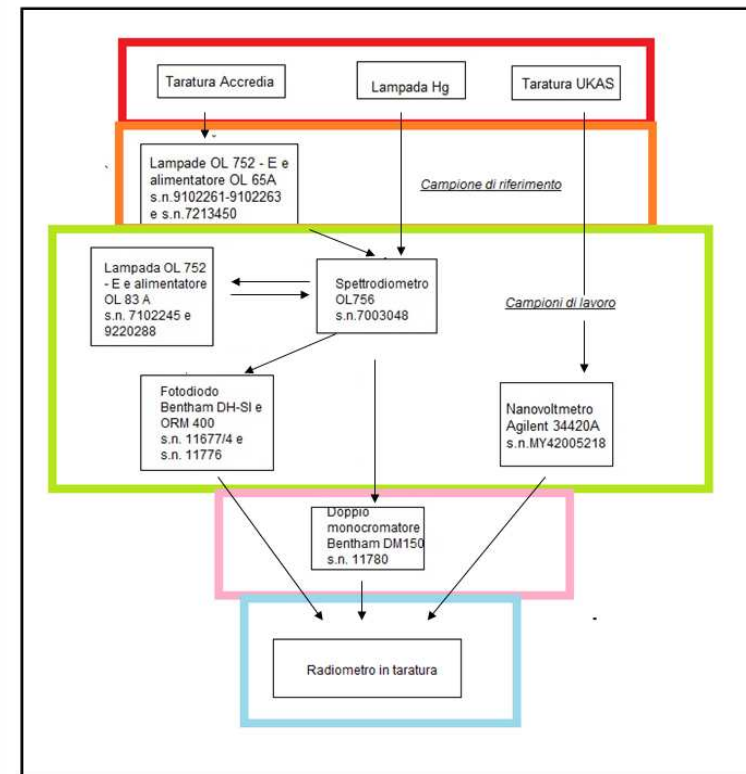 Taratura Accredia
Lampada Hg
Taratura UKAS
Lampade OL 752 - E e
alimentatore OL 65A
s.n.9102261-9102263
e s.n.7213450
Campione di riferimento
Lampada OL 752
- E e alimentatore
OL 83 A
s.n. 7102245 e
9220288
Spettrodiometro
OL756
s.n.7003048
Campioni di lavoro
Fotodiodo
Bentham DH-SI e
ORM 400
s.n. 11677/4 e
s.n. 11776
Nanovoltmetro
Agilent 34420A
s.n.MY42005218
Doppio
monocromatore
Bentham DM150
s.n. 11780
Radiometro in taratura